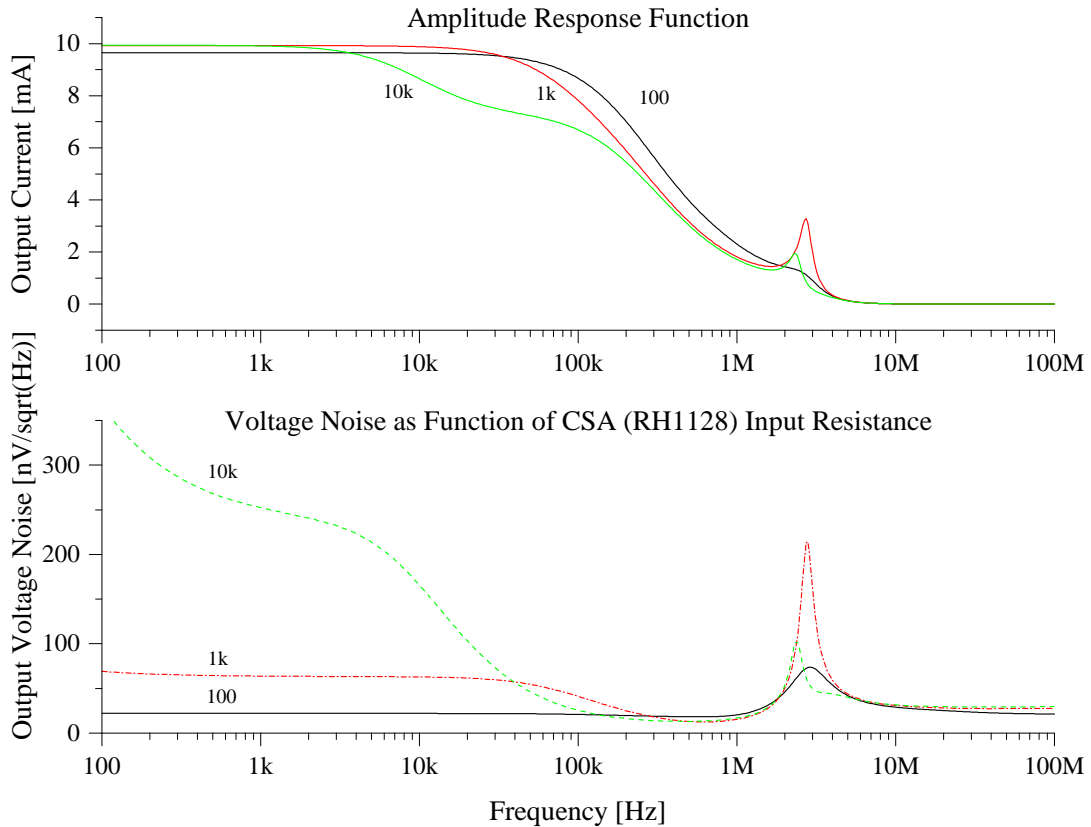 Amplitude Response Function
Output Current [mA]
10
8
6
4
2
0
10k
1k
100
100
1k
10k
100k
1M
10M
100M
Voltage Noise as Function of CSA (RH1128) Input Resistance
Output Voltage Noise [nV/sqrt(Hz)]
300
200
100
0
10k
1k
100
100
1k
10k
100k
1M
10M
100M
Frequency [Hz]